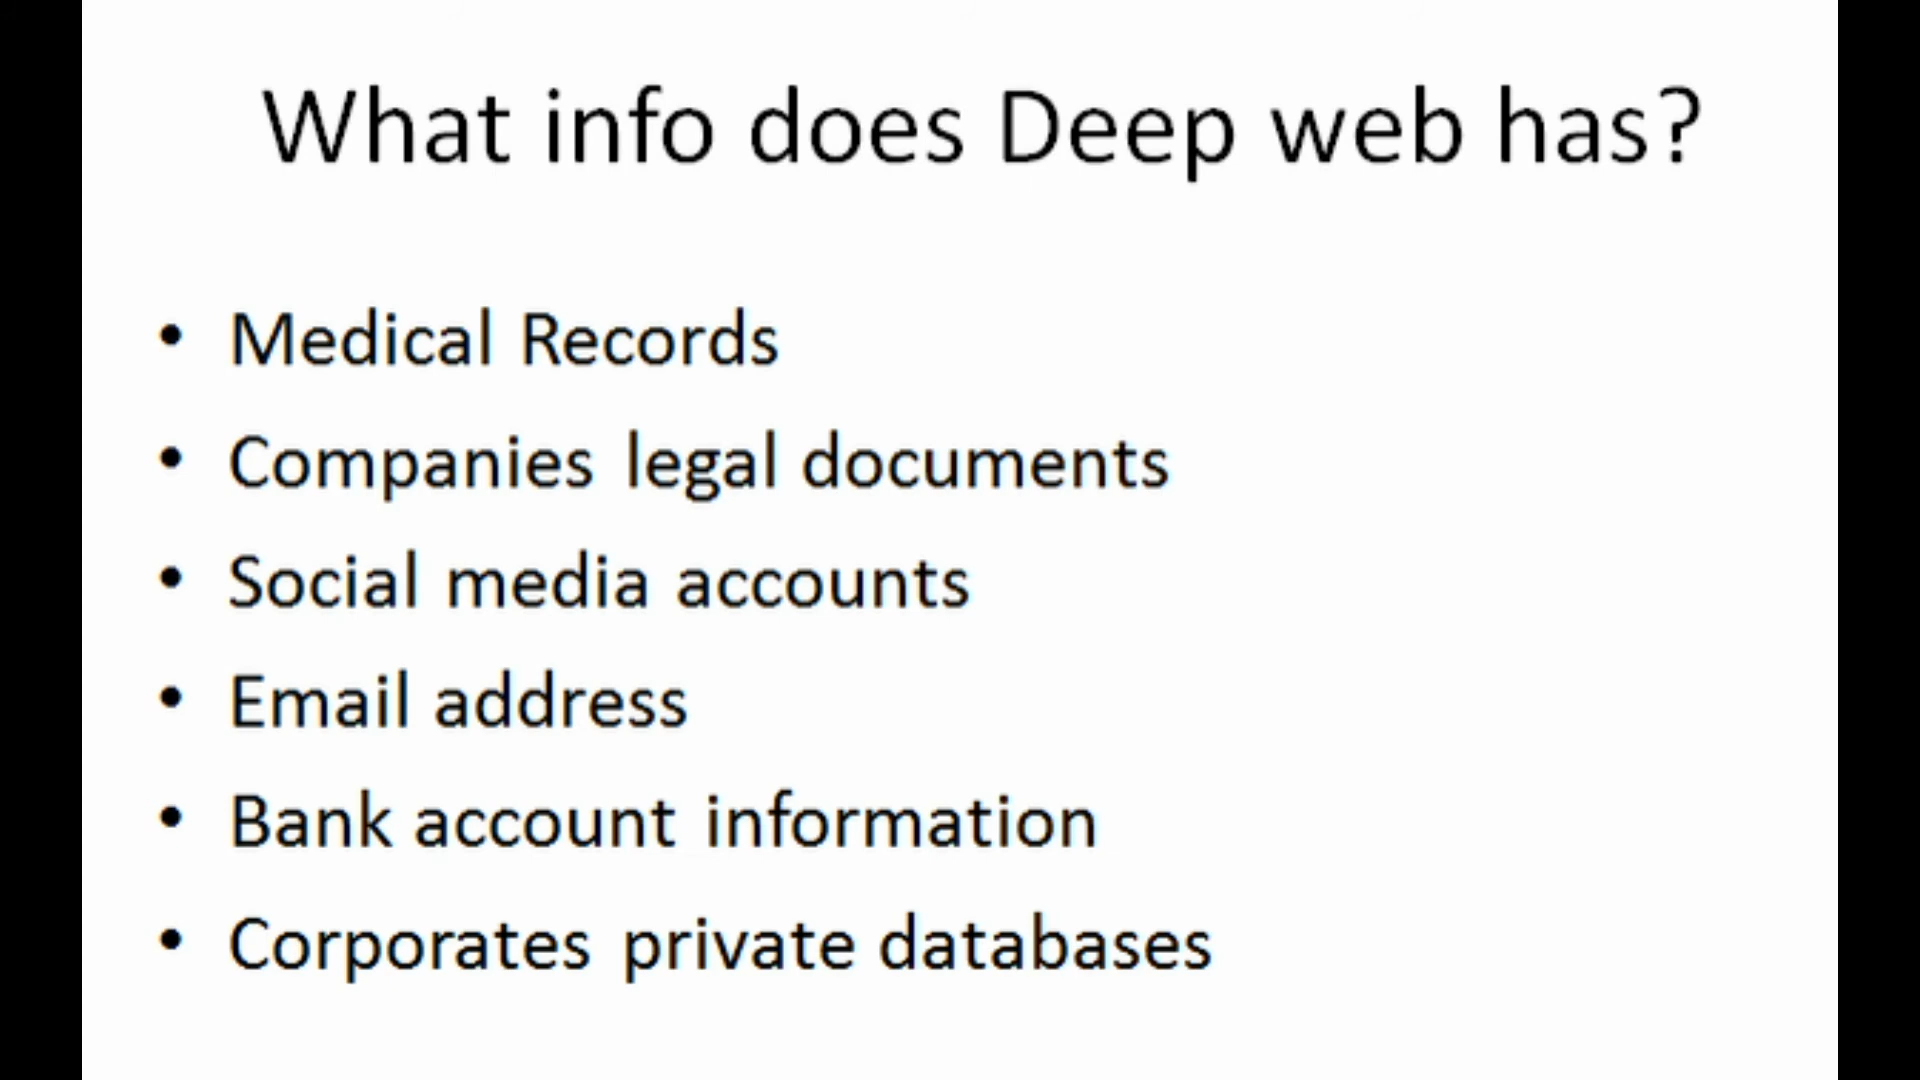 What info does Deep web has?
• Medical Records
• Companies legal documents
• Social media accounts
• Email address
• Bank account information
• Corporates private databases